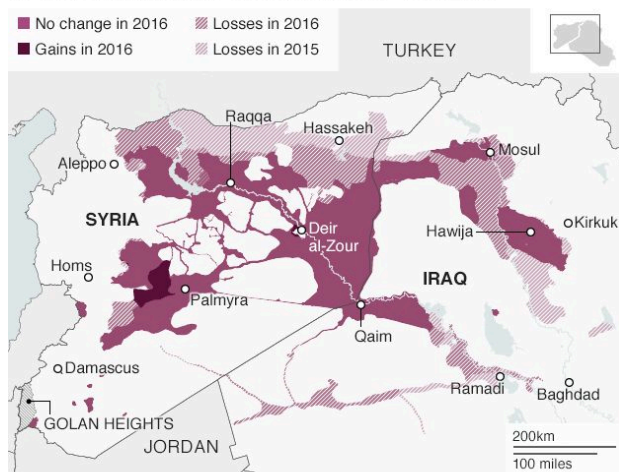 No change in 2016
Losses in 2016
Gains in 2016
Losses in 2015
TURKEY
Raqqa
Hassakeh
Mosul
Aleppo
SYRIA
Deir
al-Zour
Kirkuk
Hawija
Homs
IRAQ
Palmyra
Qaim
Damascus
Ramadi
Baghdad
GOLAN HEIGHTS
JORDAN
200km
100 miles